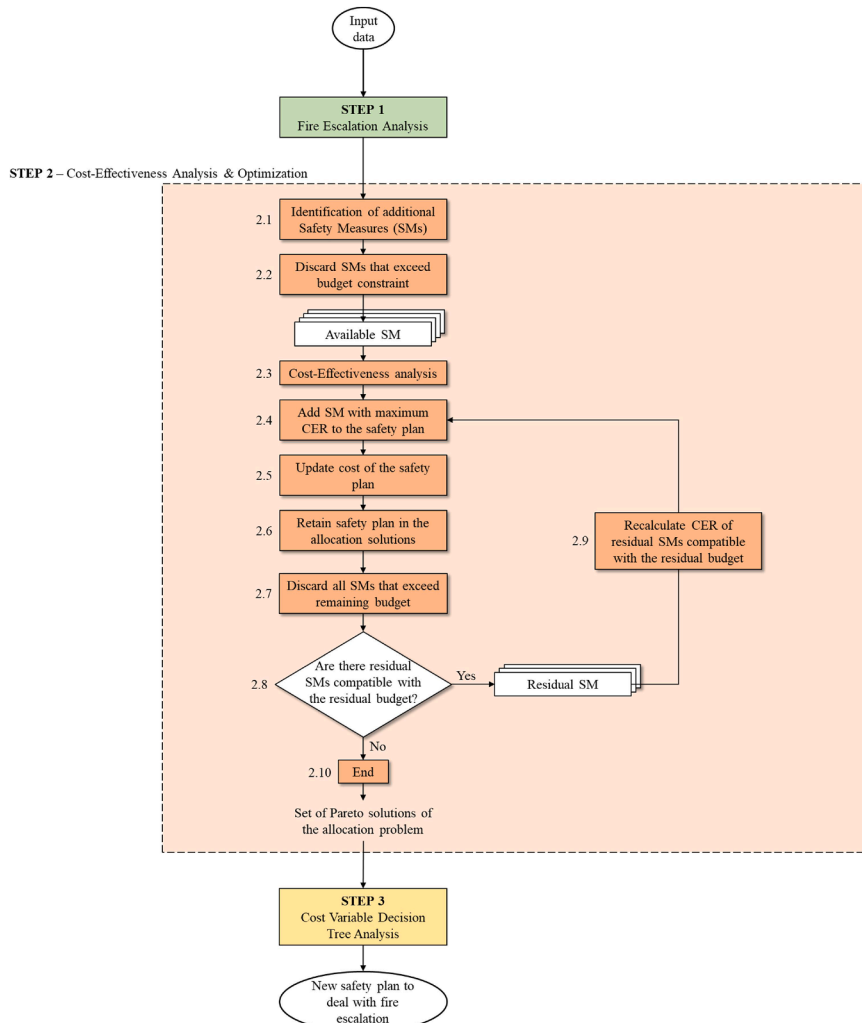 Input
data
STEP 1
Fire Escalation Analysis
STEP 2 – Cost-Effectiveness Analysis & Optimization
2.1
Identification of additional
Safety Measures (SMs)
2.2
Discard SMs that exceed
budget constraint
Available SM
2.3
Cost-Effectiveness analysis
2.4
Add SM with maximum
CER to the safety plan
2.5
Update cost of the safety
plan
2.6
Retain safety plan in the
allocation solutions
2.9
Recalculate CER of
residual SMs compatible
with the residual budget
2.7
Discard all SMs that exceed
remaining budget
2.8
Are there residual
SMs compatible with
the residual budget?
Yes
Residual SM
No
2.10
End
Set of Pareto solutions of
the allocation problem
STEP 3
Cost Variable Decision
Tree Analysis
New safety plan to
deal with fire
escalation